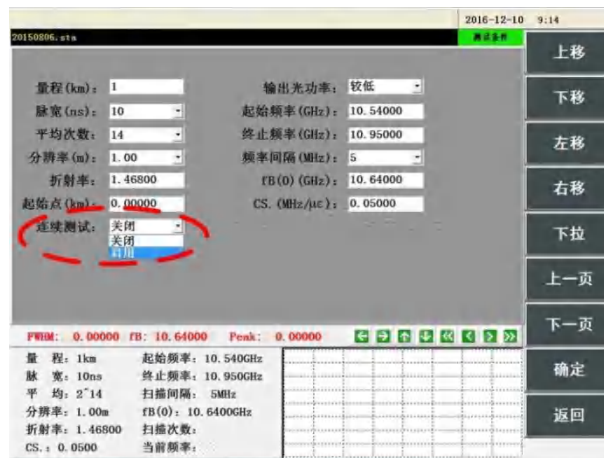 2016-12-10 9:14
20150806.stn
测试条件
量程(km): 1
输出光功率: 较低
脉宽(ns): 10
起始频率(GHz): 10.54000
平均次数: 14
终止频率(GHz): 10.95000
分辨率(m): 1.00
频率间隔(MHz): 5
折射率: 1.46800
fB(0)(GHz): 10.64000
起始点(km): 0.00000
CS.(MHz/με): 0.05000
连续测试: 关闭
关闭
启用
FWHM: 0.00000 fB: 10.64000 Peak: 0.00000
量 程: 1km 起始频率: 10.540GHz
脉 宽: 10ns 终止频率: 10.950GHz
平 均: 2^14 扫描间隔: 5MHz
分辨率: 1.00m fB(0): 10.6400GHz
折射率: 1.46800 扫描次数:
CS.: 0.0500 当前频率:
上移
下移
左移
右移
下拉
上一页
下一页
确定
返回